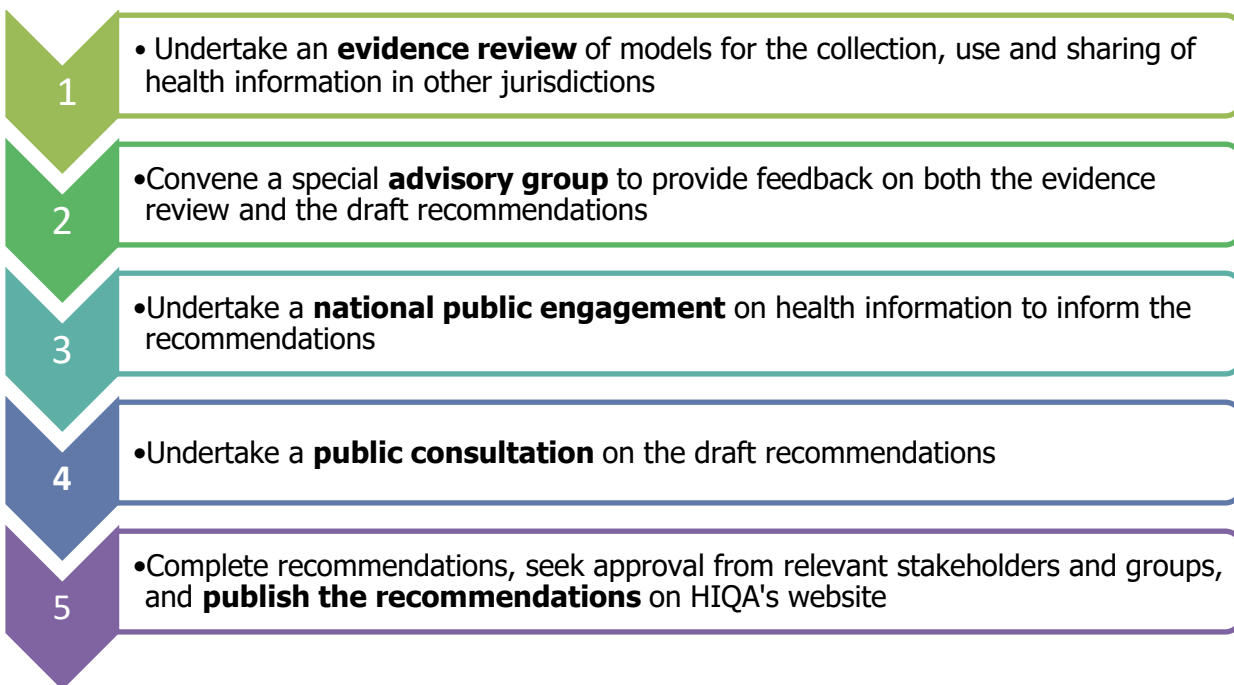 1
• Undertake an evidence review of models for the collection, use and sharing of
health information in other jurisdictions
2
•Convene a special advisory group to provide feedback on both the evidence
review and the draft recommendations
3
•Undertake a national public engagement on health information to inform the
recommendations
4
•Undertake a public consultation on the draft recommendations
5
•Complete recommendations, seek approval from relevant stakeholders and groups,
and publish the recommendations on HIQA's website